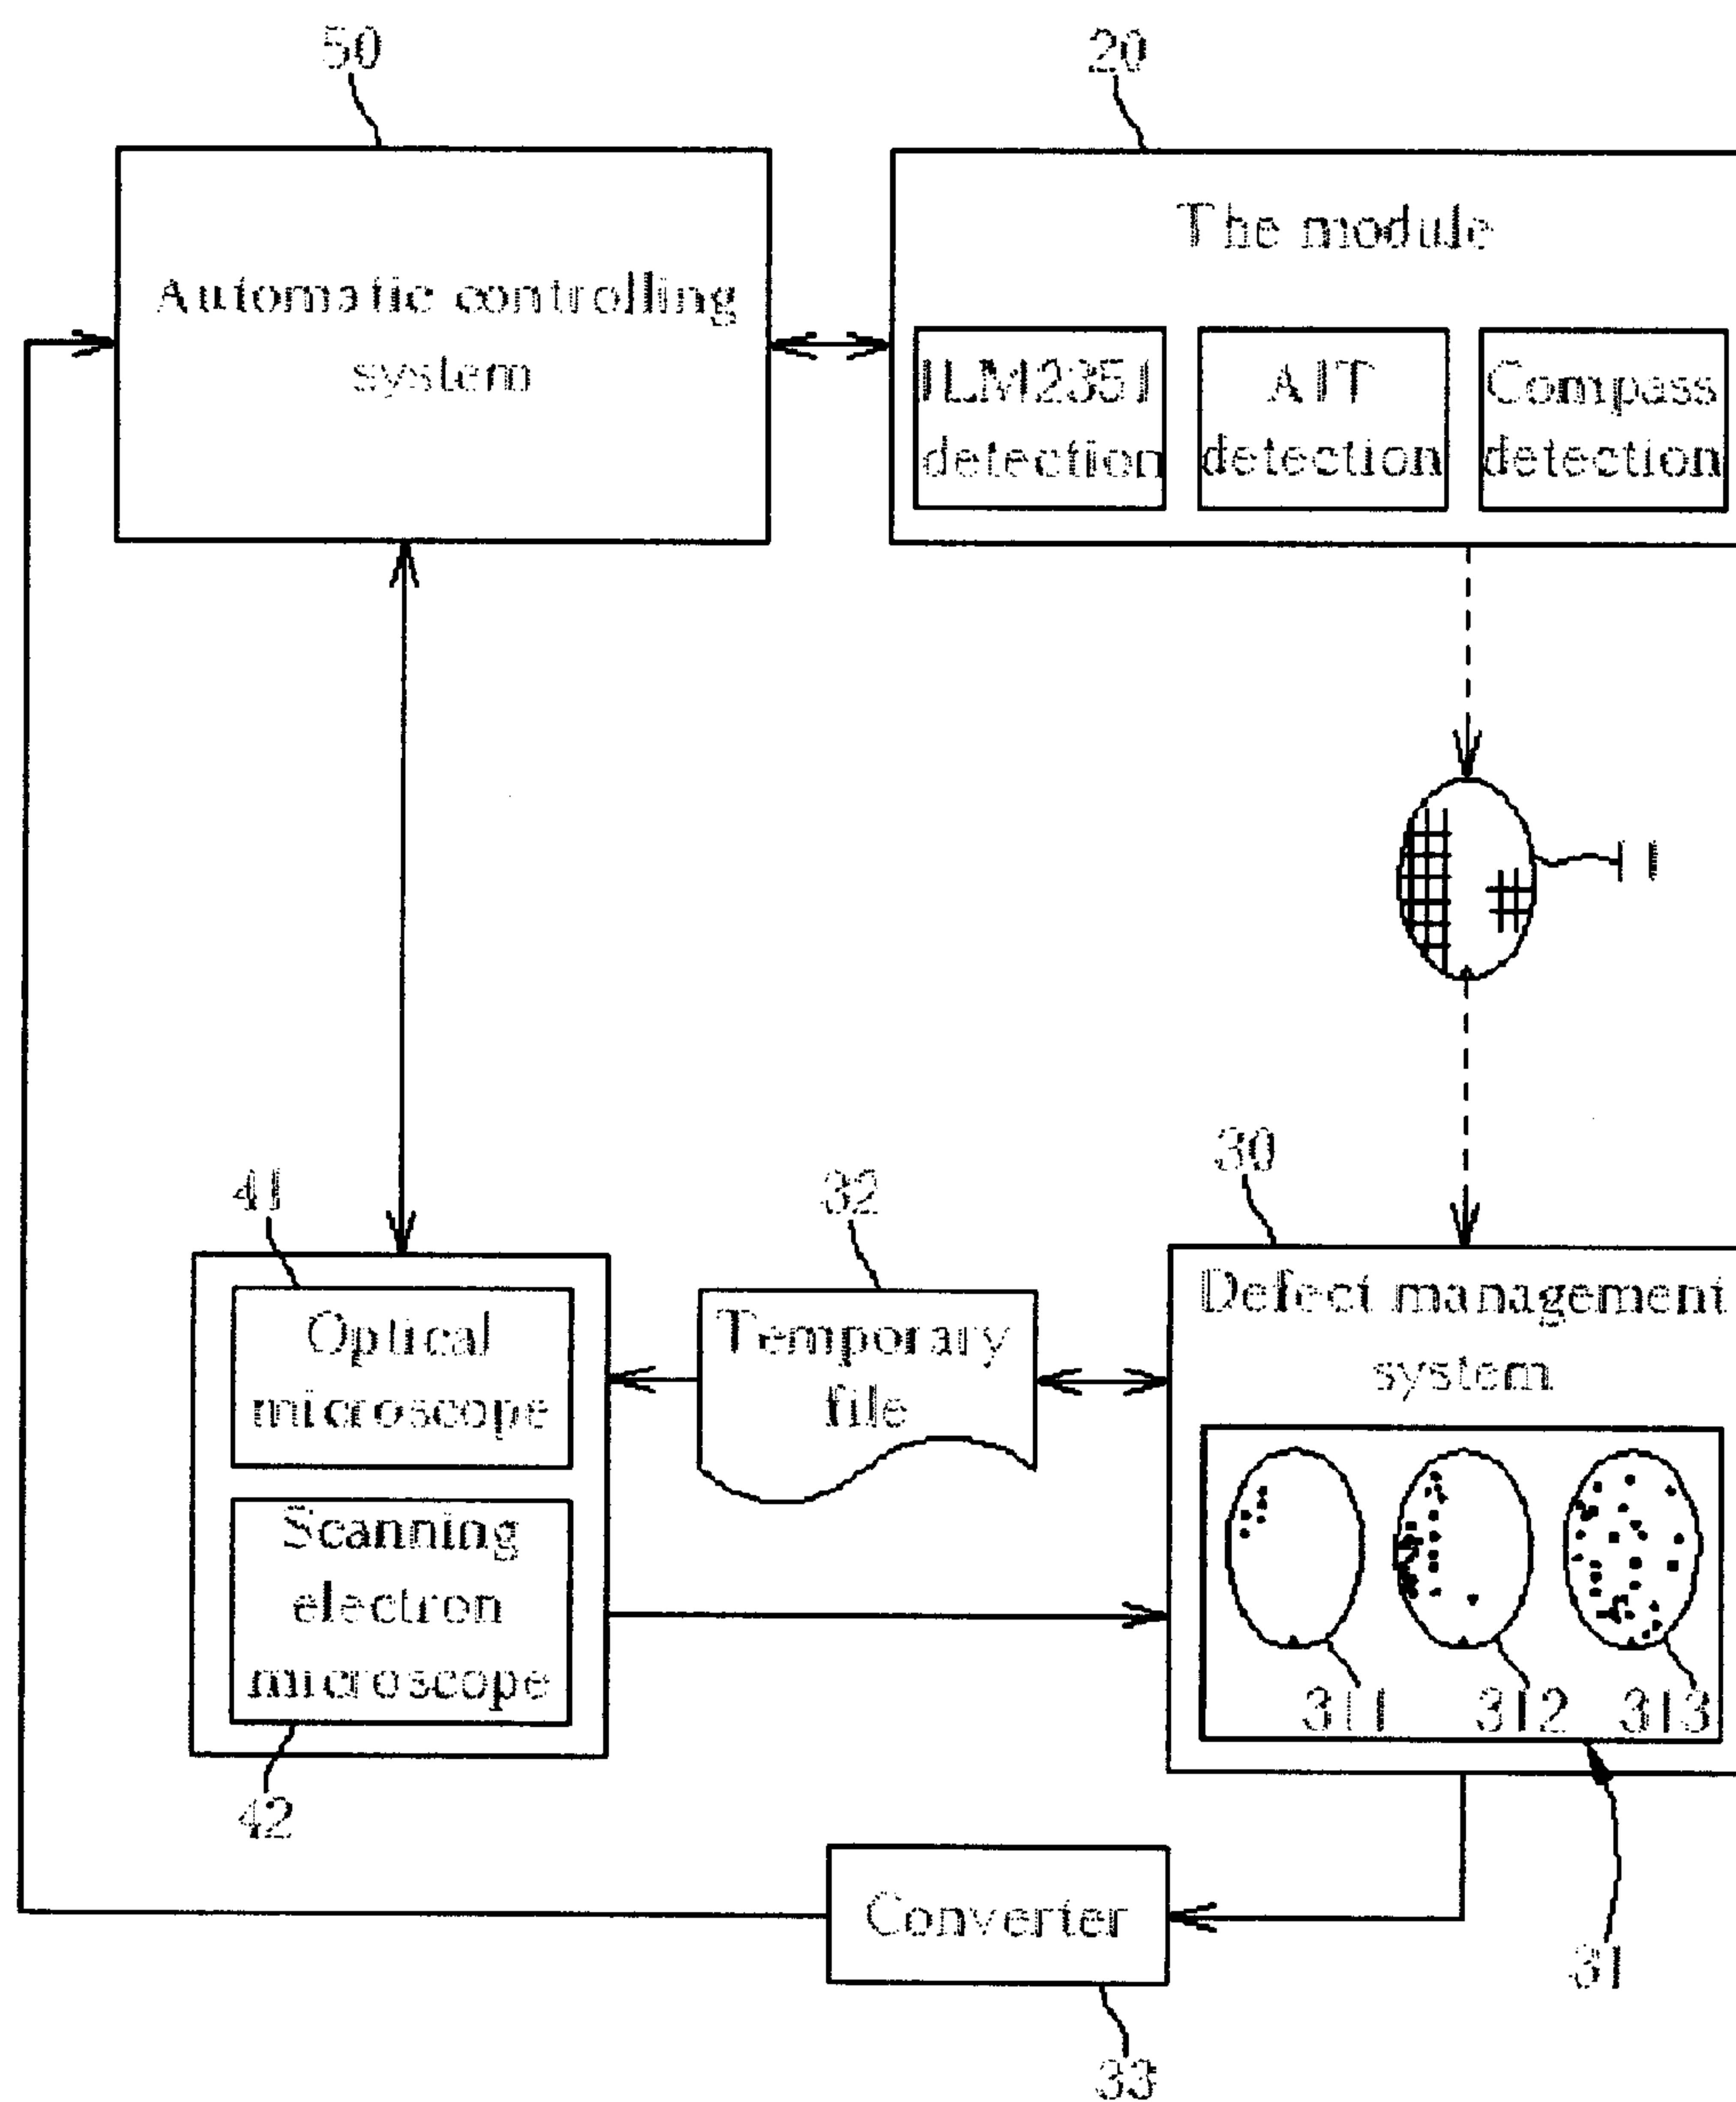 50
20
Automatic controlling
system
The module
ILM2351
detection
AIT
detection
Compass
detection
11
30
41
32
Optical
microscope
Scanning
electron
microscope
42
Temporary
file
Defect management
system
311
312
313
31
Converter
33